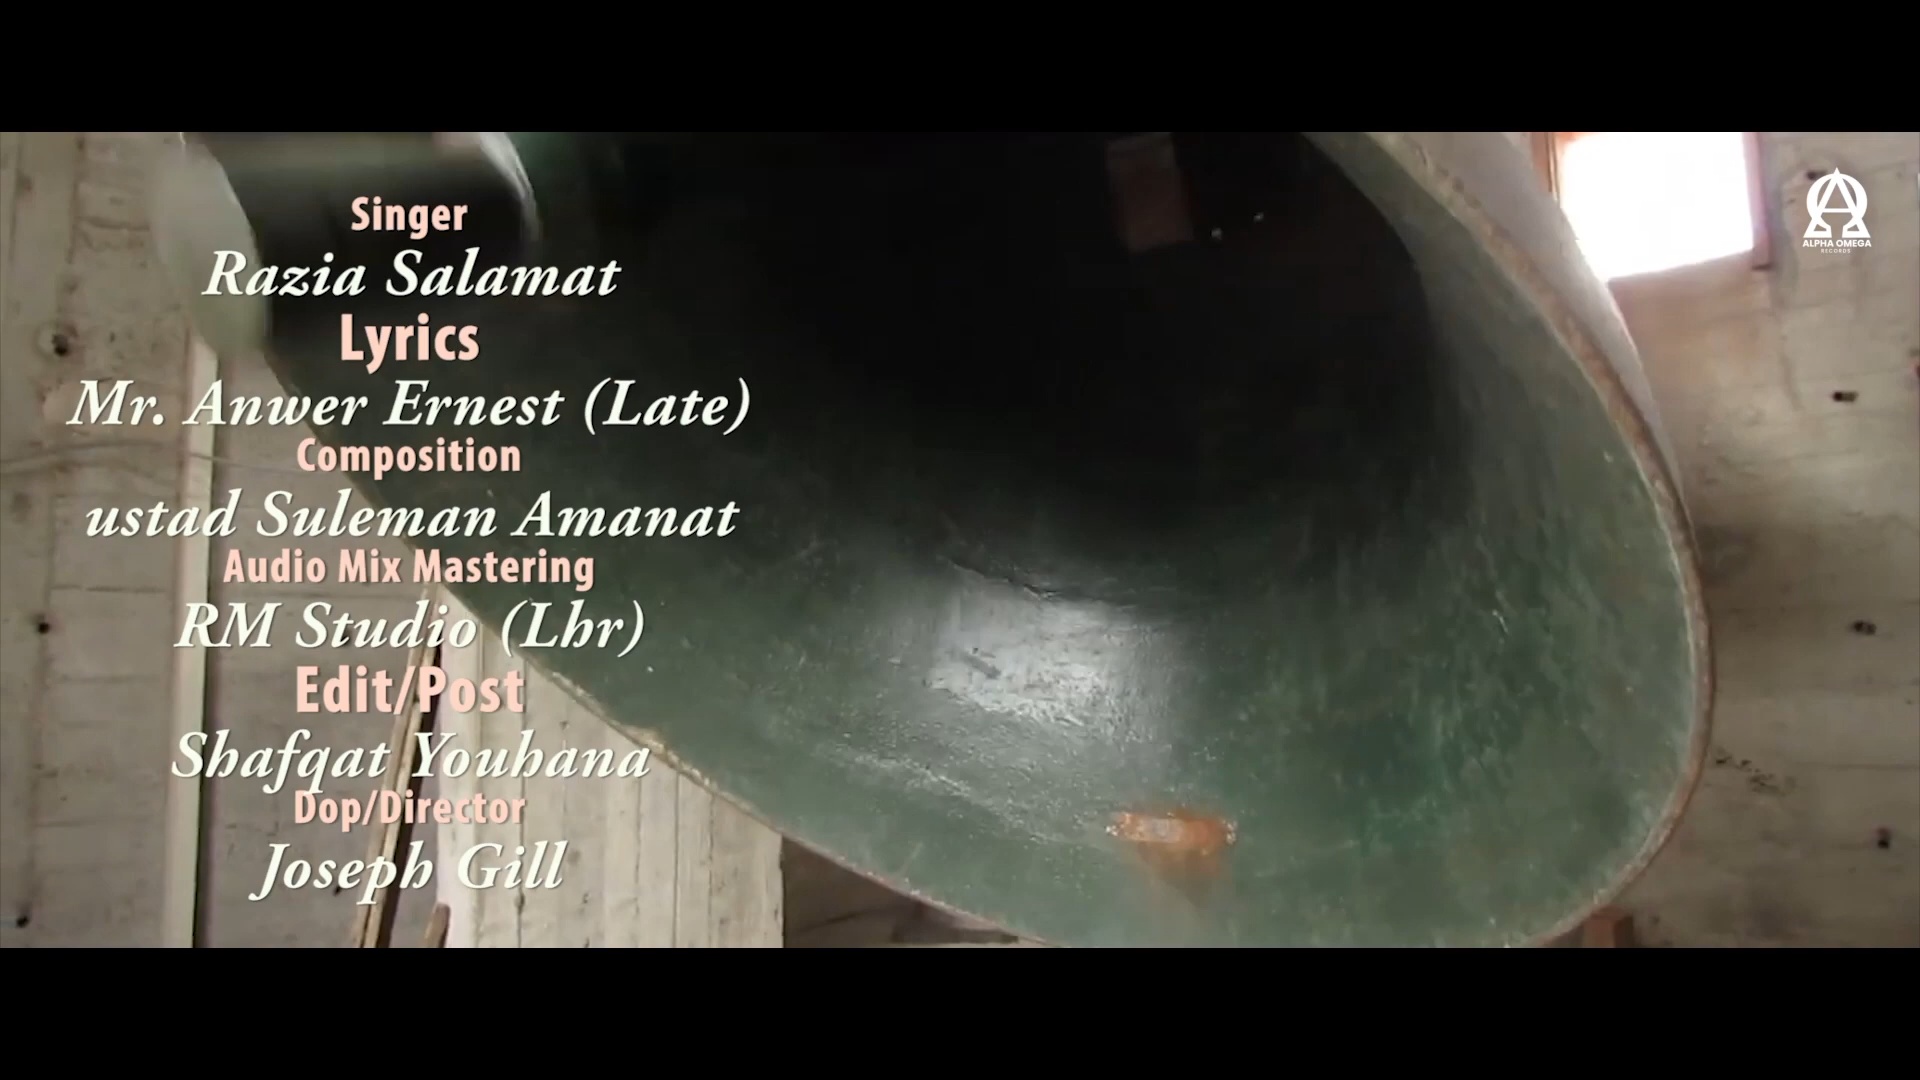 Singer
Razia Salamat
Lyrics
Mr. Anwer Ernest (Late)
Composition
ustad Suleman Amanat
Audio Mix Mastering
RM Studio (Lhr)
Edit/Post
Shafqat Youhana
Dop/Director
Joseph Gill
ALPHA OMEGA
RECORDS